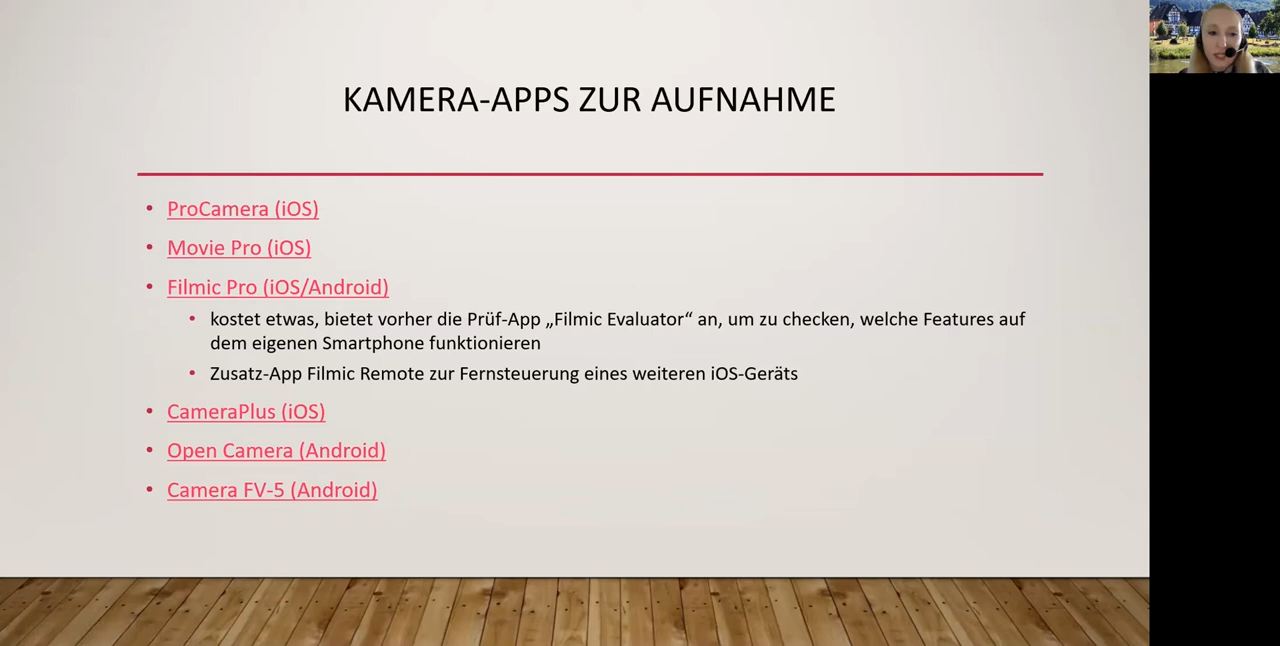 KAMERA-APPS ZUR AUFNAHME
• ProCamera (iOS)
• Movie Pro (iOS)
• Filmic Pro (iOS/Android)
• kostet etwas, bietet vorher die Prüf-App „Filmic Evaluator“ an, um zu checken, welche Features auf
dem eigenen Smartphone funktionieren
• Zusatz-App Filmic Remote zur Fernsteuerung eines weiteren iOS-Geräts
• CameraPlus (iOS)
• Open Camera (Android)
• Camera FV-5 (Android)